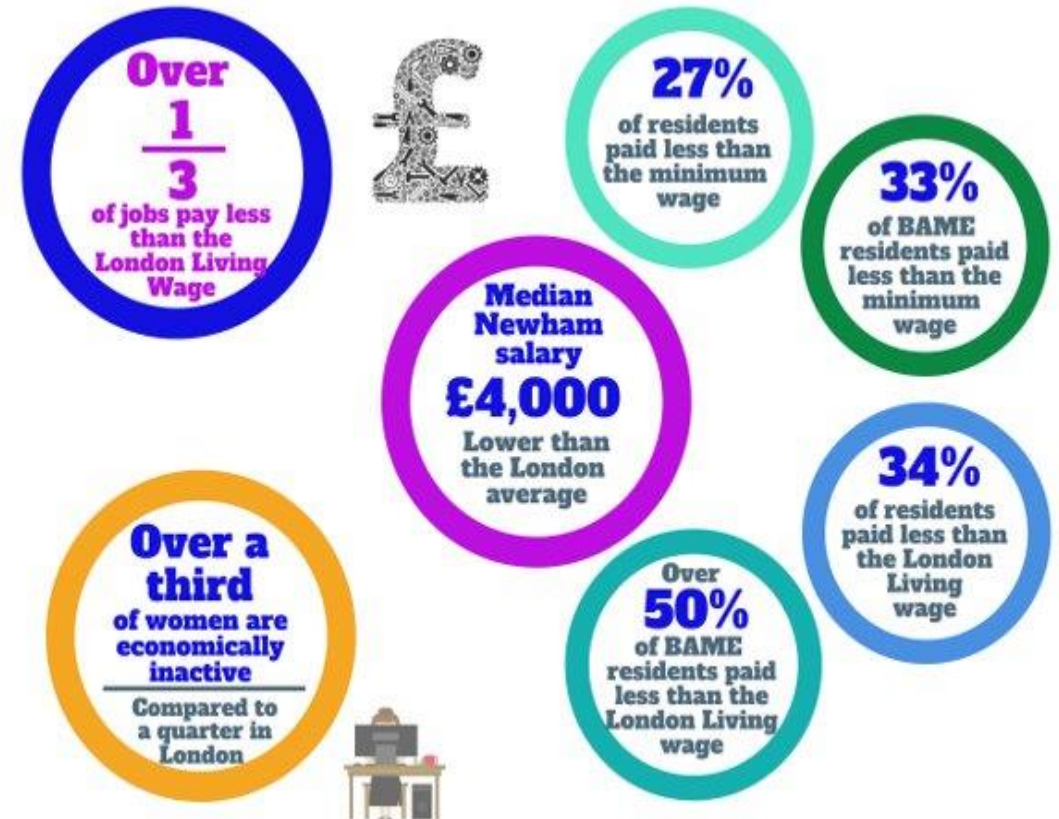 Over
1
3
of jobs pay less
than the
London Living
Wage
£
27%
of residents
paid less than
the minimum
wage
33%
of BAME
residents paid
less than the
minimum
wage
Median
Newham
salary
£4,000
Lower than
the London
average
34%
of residents
paid less than
the London
Living
wage
Over a
third
of women are
economically
inactive
Compared to
a quarter in
London
Over
50%
of BAME
residents paid
less than the
London Living
wage